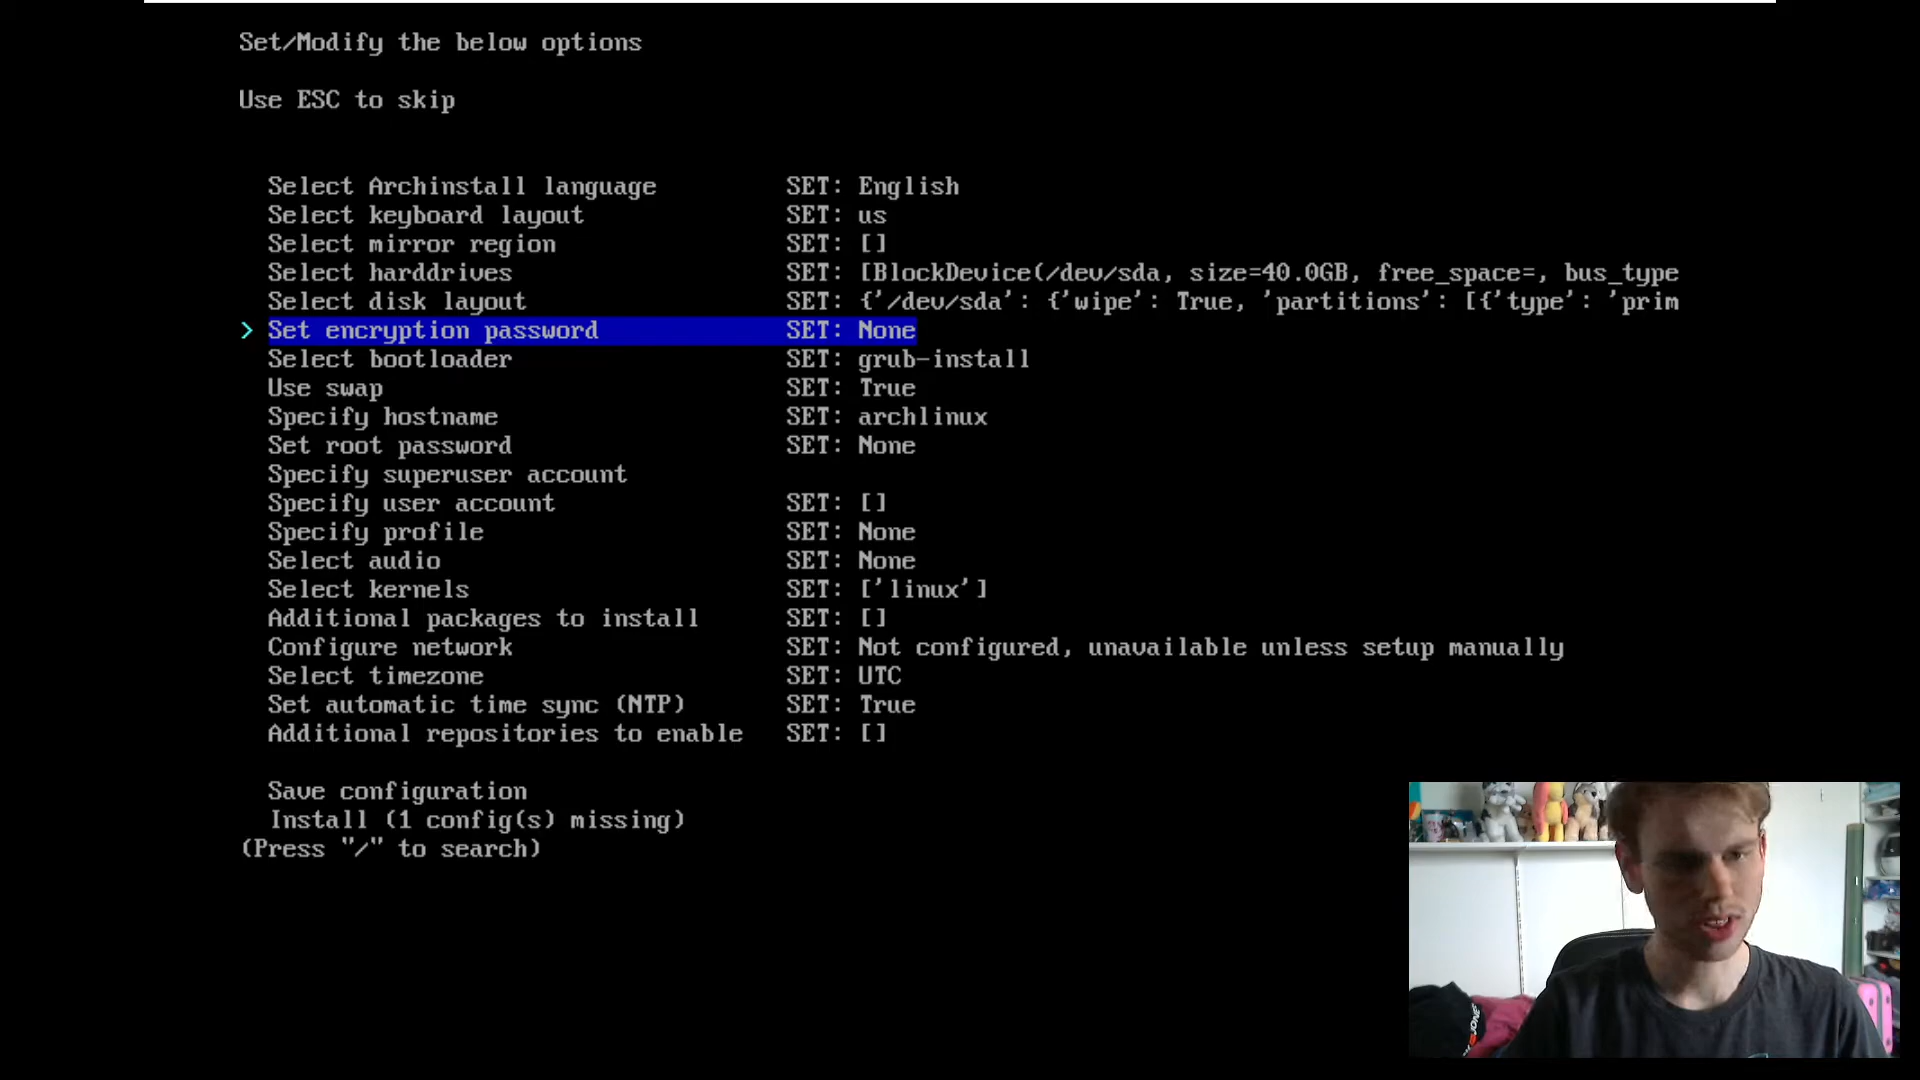 Set/Modify the below options
Use ESC to skip
Select Archinstall language SET: English
Select keyboard layout SET: us
Select mirror region SET: []
Select harddrives SET: [BlockDevice(/dev/sda, size=40.0GB, free_space=, bus_type
Select disk layout SET: {'/dev/sda': {'wipe': True, 'partitions': [{'type': 'prim
> Set encryption password SET: None
Select bootloader SET: grub-install
Use swap SET: True
Specify hostname SET: archlinux
Set root password SET: None
Specify superuser account
Specify user account SET: []
Specify profile SET: None
Select audio SET: None
Select kernels SET: ['linux']
Additional packages to install SET: []
Configure network SET: Not configured, unavailable unless setup manually
Select timezone SET: UTC
Set automatic time sync (NTP) SET: True
Additional repositories to enable SET: []
Save configuration
Install (1 config(s) missing)
(Press "/" to search)